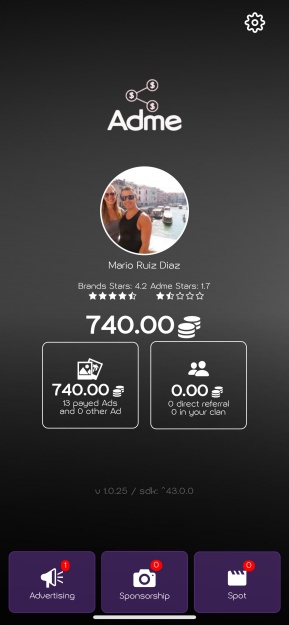 $
$
$
Adme
Mario Ruiz Diaz
Brands Stars: 4.2 Adme Stars: 1.7
740.00
740.00
13 payed Ads
and 0 other Ad
0.00
0 direct referral
0 in your clan
v 1.0.25 / sdk: ^43.0.0
1
Advertising
0
Sponsorship
0
Spot